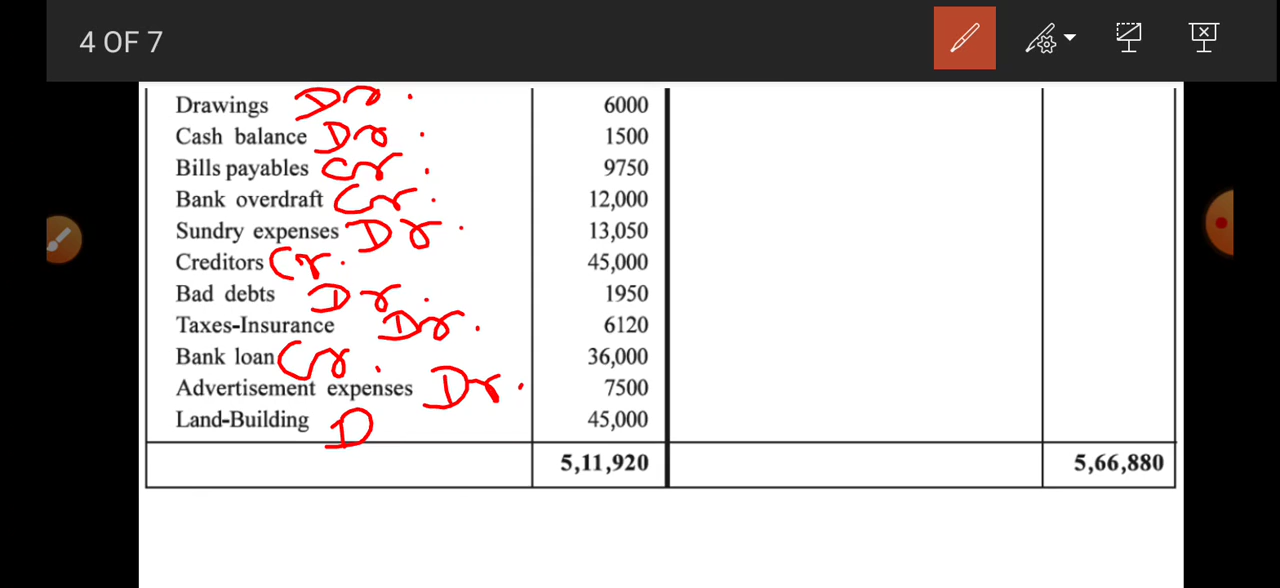 4 OF 7
Drawings Dr. 6000
Cash balance Dr. 1500
Bills payables Cr. 9750
Bank overdraft Cr. 12,000
Sundry expenses Dr. 13,050
Creditors Cr. 45,000
Bad debts Dr. 1950
Taxes-Insurance Dr. 6120
Bank loan Cr. 36,000
Advertisement expenses Dr. 7500
Land-Building D 45,000
5,11,920 5,66,880